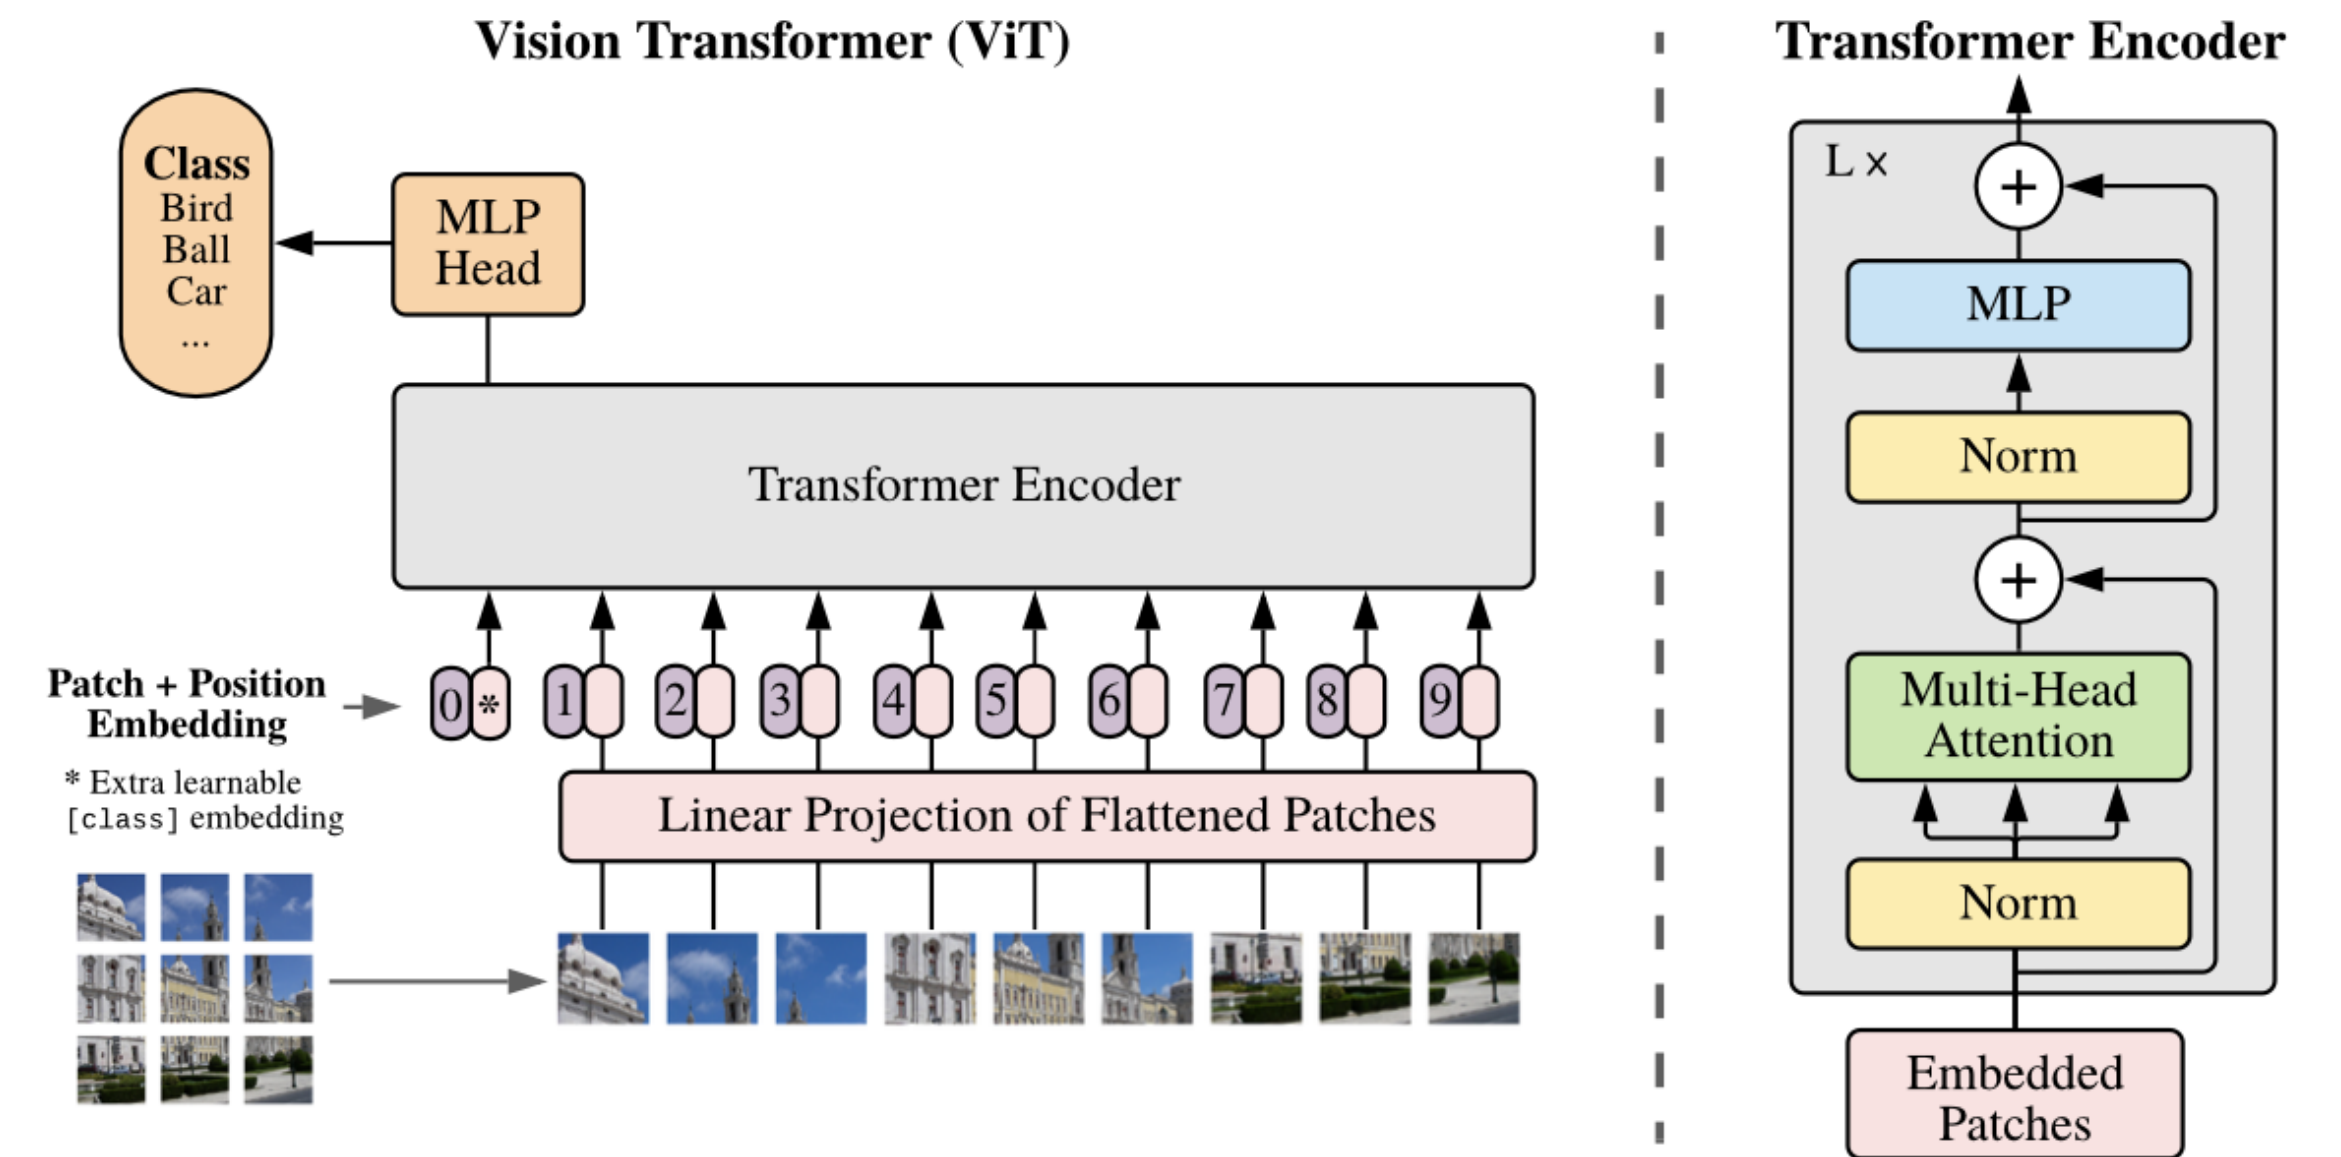 Vision Transformer (ViT)
Class
Bird
Ball
Car
...
MLP
Head
Transformer Encoder
Patch + Position
Embedding
0 * 1 2 3 4 5 6 7 8 9
* Extra learnable
[class] embedding
Linear Projection of Flattened Patches
Transformer Encoder
L x
+
MLP
Norm
+
Multi-Head
Attention
Norm
Embedded
Patches